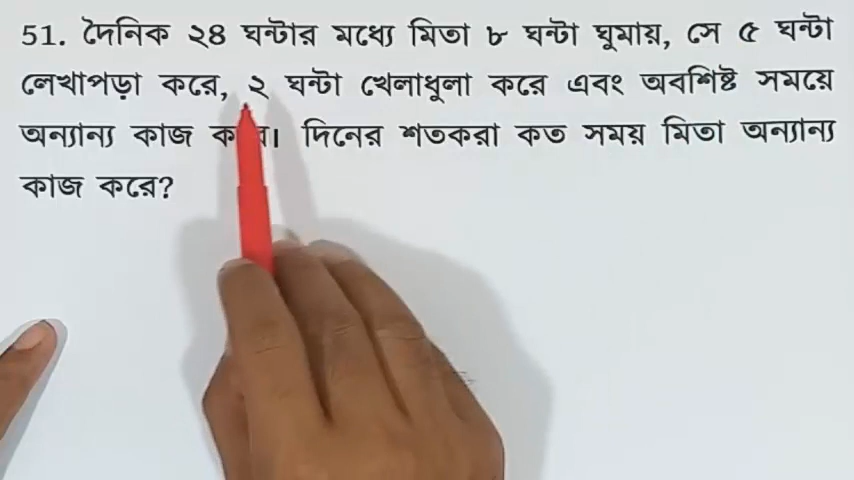 51. দৈনিক ২৪ ঘন্টার মধ্যে মিতা ৮ ঘন্টা ঘুমায়, সে ৫ ঘন্টা
লেখাপড়া করে, ২ ঘন্টা খেলাধুলা করে এবং অবশিষ্ট সময়ে
অন্যান্য কাজ দিনের শতকরা কত সময় মিতা অন্যান্য
কাজ করে?